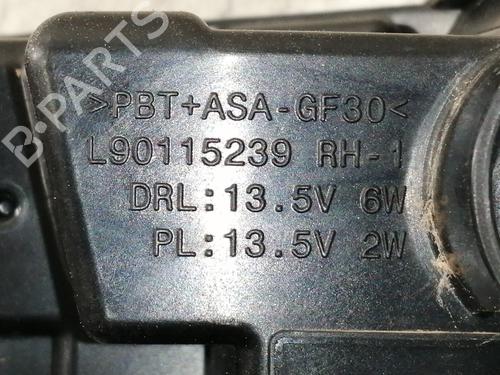 B-PARTS
>PBT+ASA-GF30<
L90115239 RH-1
DRL:13.5V 6W
PL:13.5V 2W